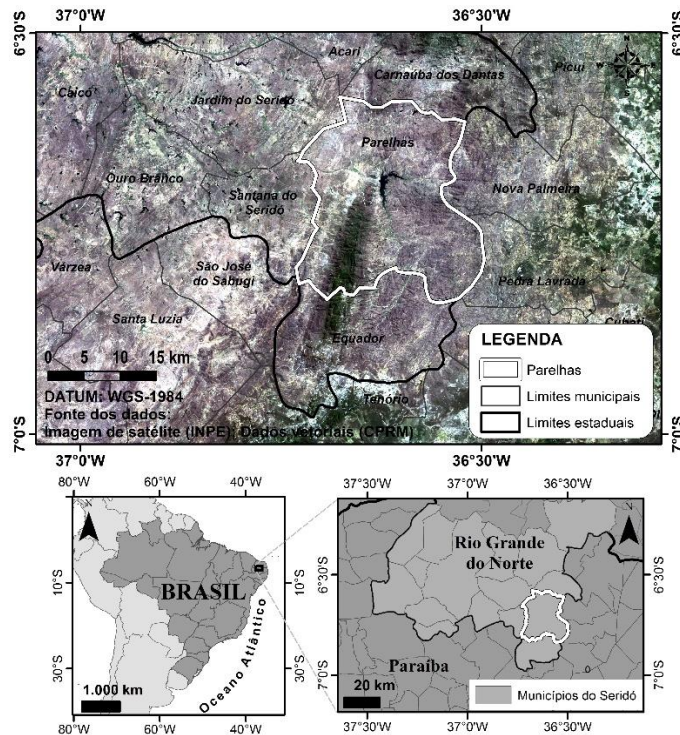 37°0'W
36°30'W
6°30'S
6°30'S
Acari
Carnaúba dos Dantas
Picuí
N
W
E
S
Caicó
Jardim do Seridó
Parelhas
Ouro Branco
Santana do
Seridó
Nova Palmeira
Várzea
São José
do Sabugi
Pedra Lavrada
Santa Luzia
Equador
Cubati
Tenório
0 5 10 15 km
DATUM: WGS-1984
Fonte dos dados:
Imagem de satélite (INPE); Dados vetoriais (CPRM)
LEGENDA
Parelhas
Limites municipais
Limites estaduais
7°0'S
7°0'S
37°0'W
36°30'W
80°W
60°W
40°W
10°S
10°S
30°S
30°S
BRASIL
Oceano Atlântico
1.000 km
80°W
60°W
40°W
37°30'W
37°0'W
36°30'W
6°30'S
6°30'S
7°0'S
7°0'S
Rio Grande
do Norte
Paraíba
20 km
Municípios do Seridó
37°30'W
37°0'W
36°30'W